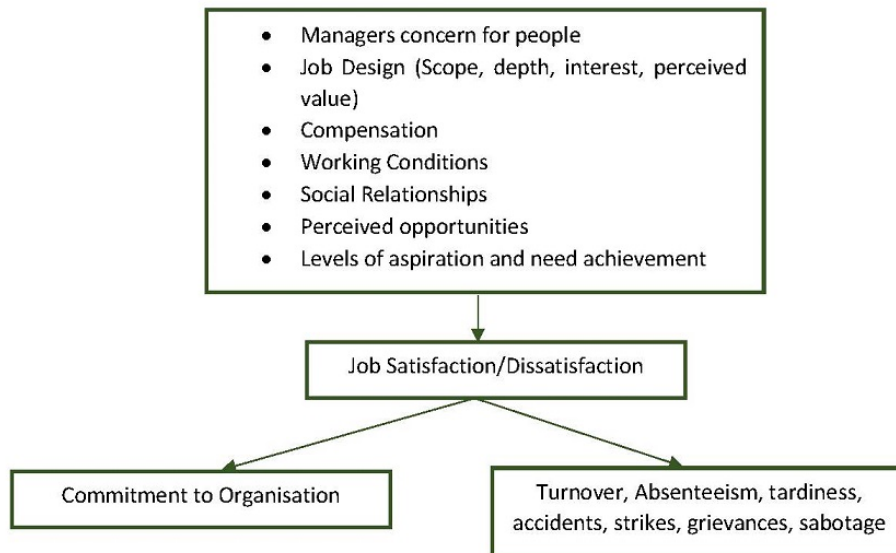 • Managers concern for people
• Job Design (Scope, depth, interest, perceived
value)
• Compensation
• Working Conditions
• Social Relationships
• Perceived opportunities
• Levels of aspiration and need achievement
Job Satisfaction/Dissatisfaction
Commitment to Organisation
Turnover, Absenteeism, tardiness,
accidents, strikes, grievances, sabotage